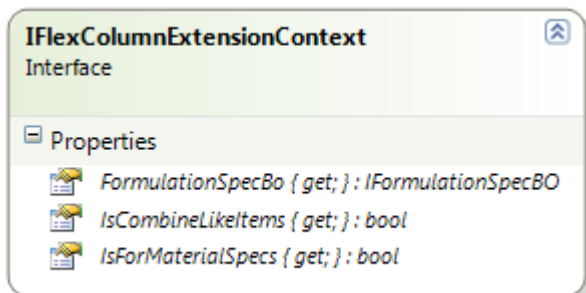 IFlexColumnExtensionContext
Interface
Properties
FormulationSpecBo { get; } : IFormulationSpecBO
IsCombineLikeItems { get; } : bool
IsForMaterialSpecs { get; } : bool